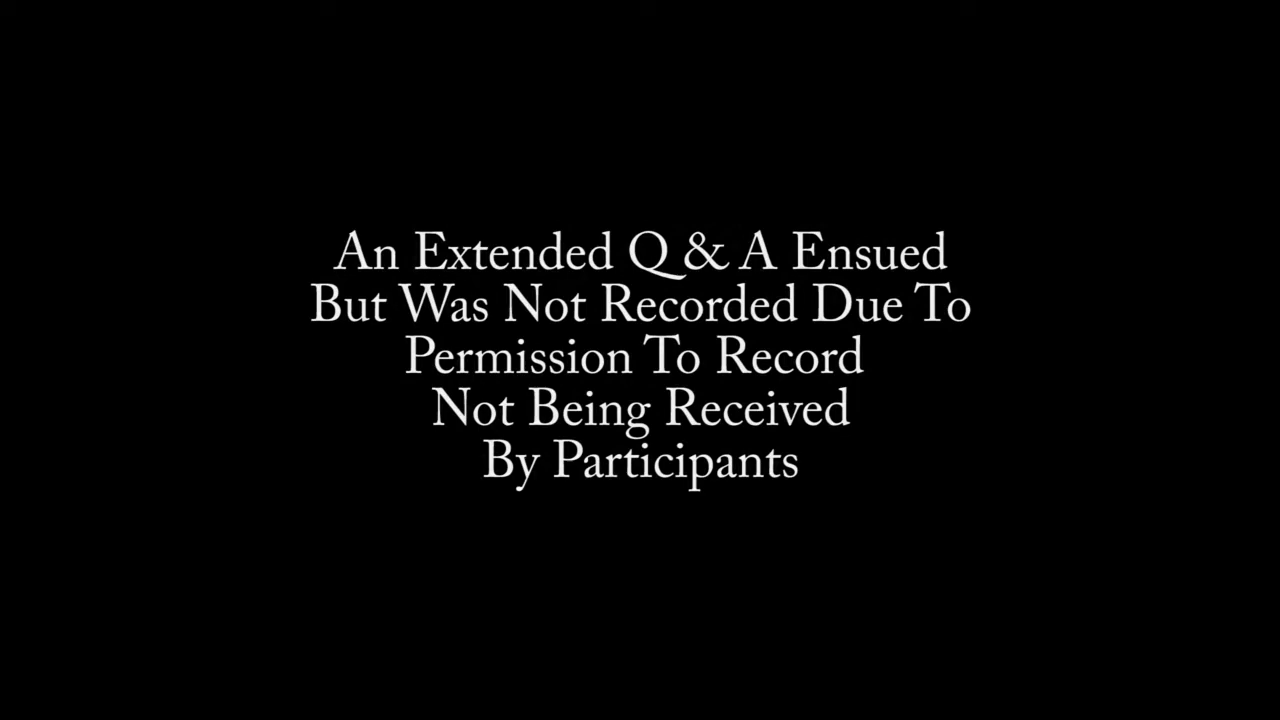 An Extended Q & A Ensued
But Was Not Recorded Due To
Permission To Record
Not Being Received
By Participants